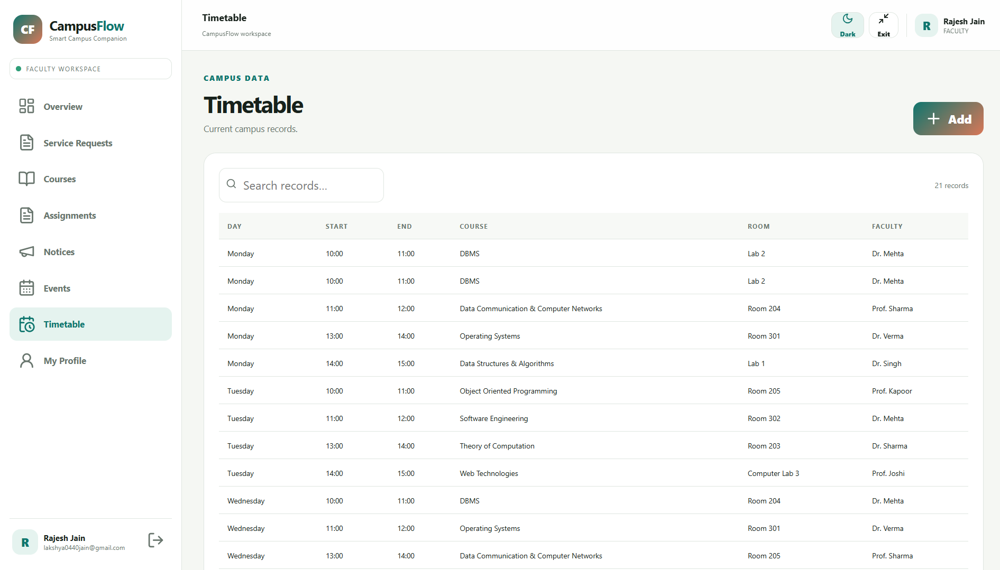 CF
CampusFlow
Smart Campus Companion
FACULTY WORKSPACE
Overview
Service Requests
Courses
Assignments
Notices
Events
Timetable
My Profile
R
Rajesh Jain
lakshya0440jain@gmail.com
Timetable
CampusFlow workspace
Dark
Exit
R
Rajesh Jain
FACULTY
CAMPUS DATA
Timetable
Current campus records.
Add
Search records...
21 records
DAY START END COURSE ROOM FACULTY
Monday 10:00 11:00 DBMS Lab 2 Dr. Mehta
Monday 10:00 11:00 DBMS Lab 2 Dr. Mehta
Monday 11:00 12:00 Data Communication & Computer Networks Room 204 Prof. Sharma
Monday 13:00 14:00 Operating Systems Room 301 Dr. Verma
Monday 14:00 15:00 Data Structures & Algorithms Lab 1 Dr. Singh
Tuesday 10:00 11:00 Object Oriented Programming Room 205 Prof. Kapoor
Tuesday 11:00 12:00 Software Engineering Room 302 Dr. Mehta
Tuesday 13:00 14:00 Theory of Computation Room 203 Dr. Sharma
Tuesday 14:00 15:00 Web Technologies Computer Lab 3 Prof. Joshi
Wednesday 10:00 11:00 DBMS Room 204 Dr. Mehta
Wednesday 11:00 12:00 Operating Systems Room 301 Dr. Verma
Wednesday 13:00 14:00 Data Communication & Computer Networks Room 205 Prof. Sharma